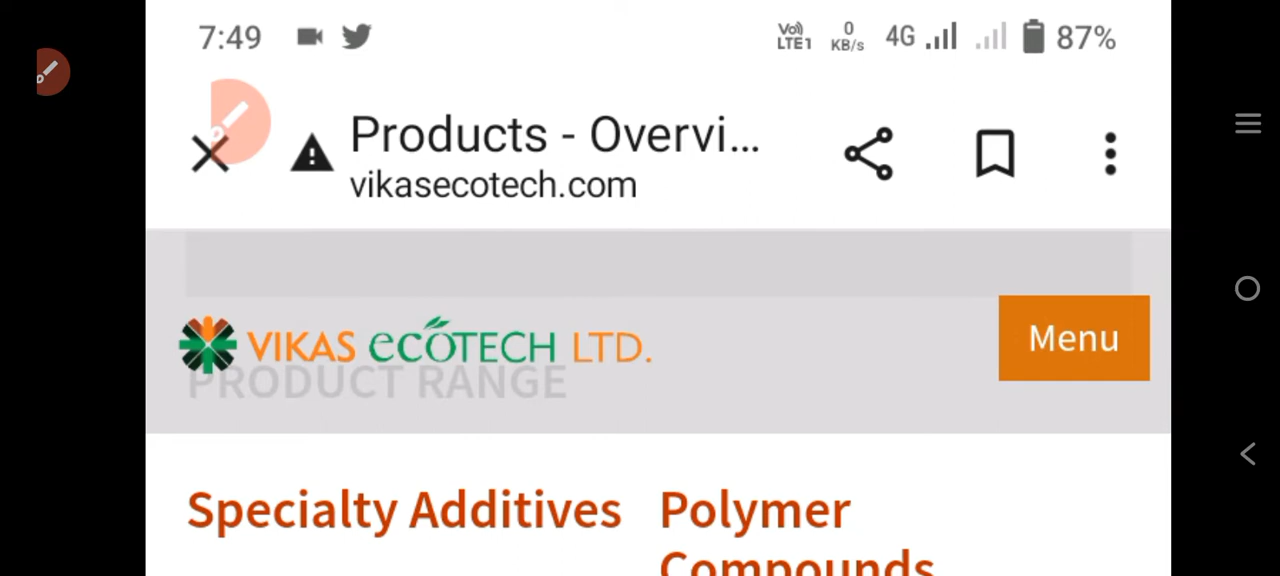 7:49 Vo)) LTE1 0 KB/s 4G 87%
Products - Overvi...
vikasecotech.com
VIKAS ecoTECH LTD.
Menu
PRODUCT RANGE
Specialty Additives
Polymer
Compounds